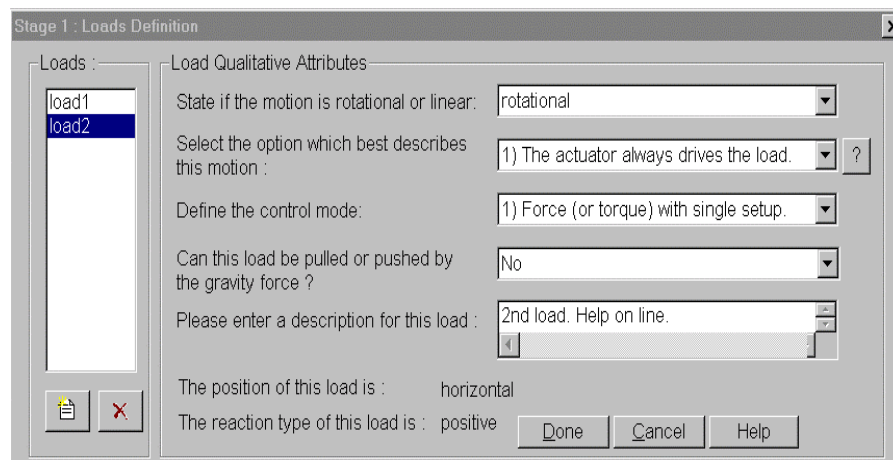 Stage 1 : Loads Definition
Loads :
load1
load2
Load Qualitative Attributes
State if the motion is rotational or linear:
rotational
Select the option which best describes
this motion :
1) The actuator always drives the load.
?
Define the control mode:
1) Force (or torque) with single setup.
Can this load be pulled or pushed by
the gravity force ?
No
Please enter a description for this load :
2nd load. Help on line.
The position of this load is :
horizontal
The reaction type of this load is :
positive
Done
Cancel
Help